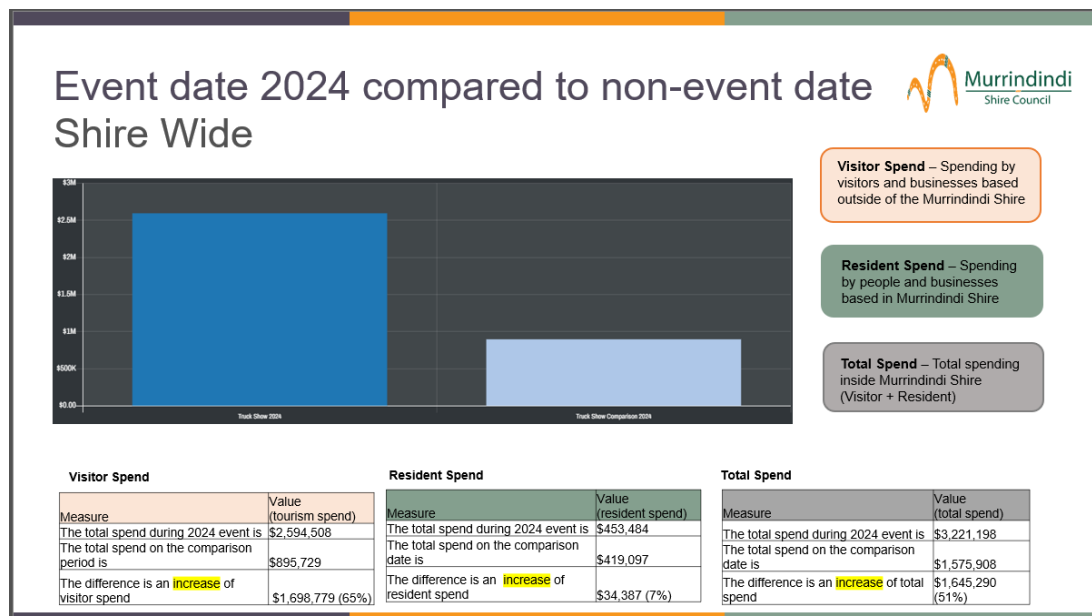 Event date 2024 compared to non-event date
Shire Wide
Murrindindi
Shire Council
Visitor Spend – Spending by
visitors and businesses based
outside of the Murrindindi Shire
Resident Spend – Spending
by people and businesses
based in Murrindindi Shire
Total Spend – Total spending
inside Murrindindi Shire
(Visitor + Resident)
$3M
$2.5M
$2M
$1.5M
$1M
$500K
$0.00
Truck Show 2024
Truck Show Comparison 2024
Visitor Spend
Measure
Value
(tourism spend)
The total spend during 2024 event is $2,594,508
The total spend on the comparison
period is $895,729
The difference is an increase of
visitor spend $1,698,779 (65%)
Resident Spend
Measure
Value
(resident spend)
The total spend during 2024 event is $453,484
The total spend on the comparison
date is $419,097
The difference is an increase of
resident spend $34,387 (7%)
Total Spend
Measure
Value
(total spend)
The total spend during 2024 event is $3,221,198
The total spend on the comparison
date is $1,575,908
The difference is an increase of total
spend $1,645,290
(51%)